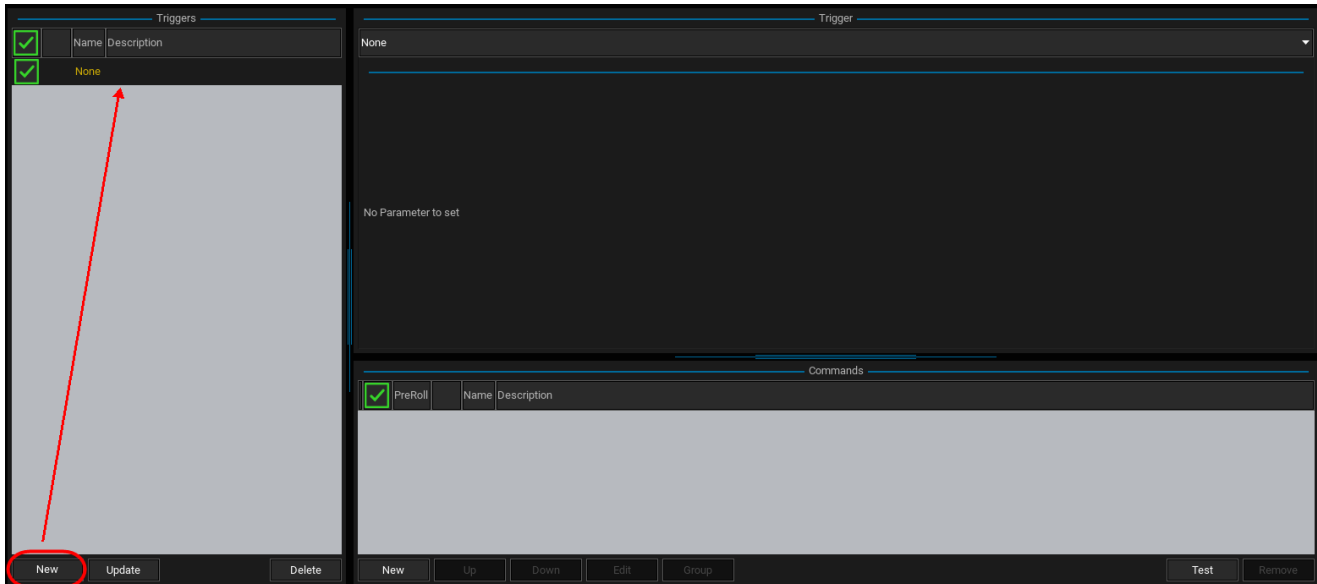 Triggers
Name Description
None
New Update Delete
Trigger
None
No Parameter to set
Commands
PreRoll Name Description
New Up Down Edit Group Test Remove